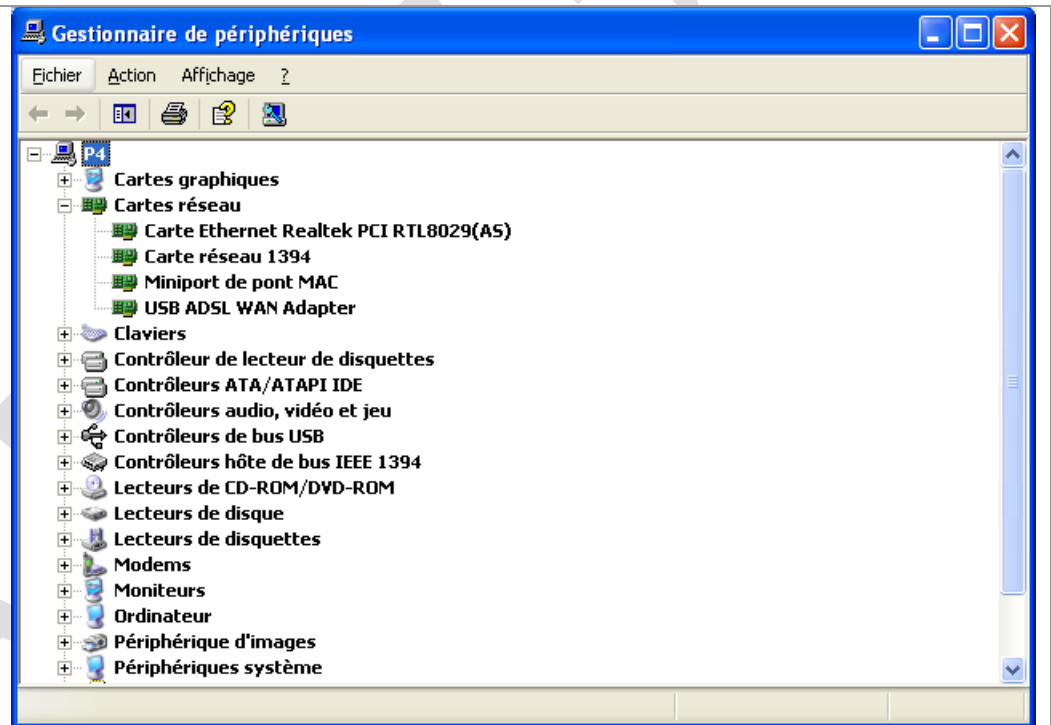 Gestionnaire de périphériques
Fichier Action Affichage ?
P4
Cartes graphiques
Cartes réseau
Carte Ethernet Realtek PCI RTL8029(AS)
Carte réseau 1394
Miniport de pont MAC
USB ADSL WAN Adapter
Claviers
Contrôleur de lecteur de disquettes
Contrôleurs ATA/ATAPI IDE
Contrôleurs audio, vidéo et jeu
Contrôleurs de bus USB
Contrôleurs hôte de bus IEEE 1394
Lecteurs de CD-ROM/DVD-ROM
Lecteurs de disque
Lecteurs de disquettes
Modems
Moniteurs
Ordinateur
Périphérique d'images
Périphériques système